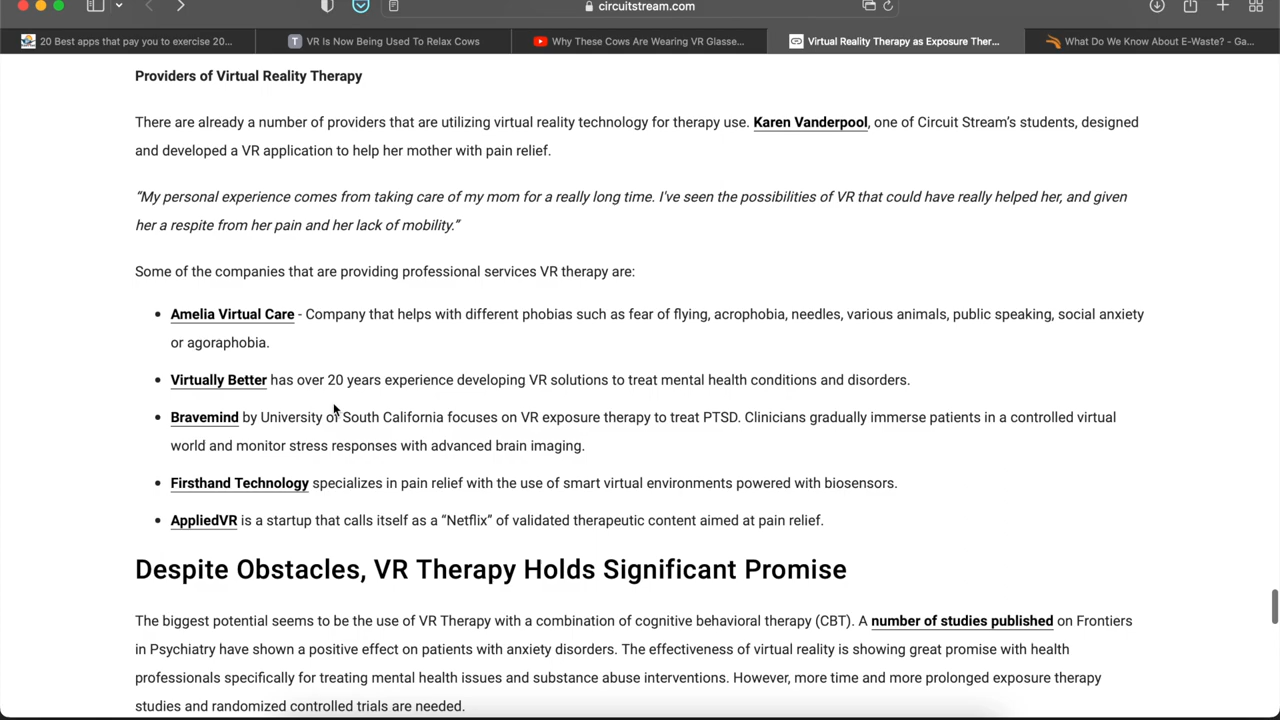 circuitstream.com
20 Best apps that pay you to exercise 20...
VR Is Now Being Used To Relax Cows
Why These Cows Are Wearing VR Glasse...
Virtual Reality Therapy as Exposure Ther...
What Do We Know About E-Waste? - Ga...
Providers of Virtual Reality Therapy
There are already a number of providers that are utilizing virtual reality technology for therapy use. Karen Vanderpool, one of Circuit Stream's students, designed
and developed a VR application to help her mother with pain relief.
“My personal experience comes from taking care of my mom for a really long time. I've seen the possibilities of VR that could have really helped her, and given
her a respite from her pain and her lack of mobility.”
Some of the companies that are providing professional services VR therapy are:
• Amelia Virtual Care - Company that helps with different phobias such as fear of flying, acrophobia, needles, various animals, public speaking, social anxiety
or agoraphobia.
• Virtually Better has over 20 years experience developing VR solutions to treat mental health conditions and disorders.
• Bravemind by University of South California focuses on VR exposure therapy to treat PTSD. Clinicians gradually immerse patients in a controlled virtual
world and monitor stress responses with advanced brain imaging.
• Firsthand Technology specializes in pain relief with the use of smart virtual environments powered with biosensors.
• AppliedVR is a startup that calls itself as a “Netflix” of validated therapeutic content aimed at pain relief.
Despite Obstacles, VR Therapy Holds Significant Promise
The biggest potential seems to be the use of VR Therapy with a combination of cognitive behavioral therapy (CBT). A number of studies published on Frontiers
in Psychiatry have shown a positive effect on patients with anxiety disorders. The effectiveness of virtual reality is showing great promise with health
professionals specifically for treating mental health issues and substance abuse interventions. However, more time and more prolonged exposure therapy
studies and randomized controlled trials are needed.